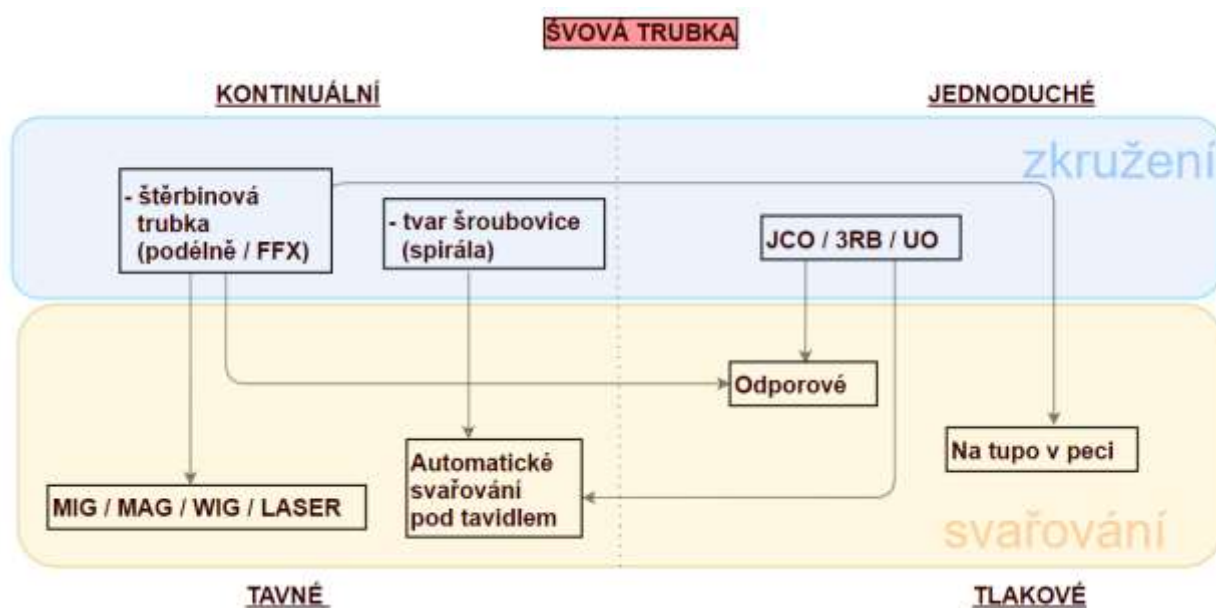 ŠVOVÁ TRUBKA
KONTINUÁLNÍ
JEDNODUCHÉ
zkružení
- štěrbinová
trubka
(podélně / FFX)
- tvar šroubovice
(spirála)
JCO / 3RB / UO
Odporové
Na tupo v peci
Automatické
svařování
pod tavidlem
MIG / MAG / WIG / LASER
svařování
TAVNÉ
TLAKOVÉ